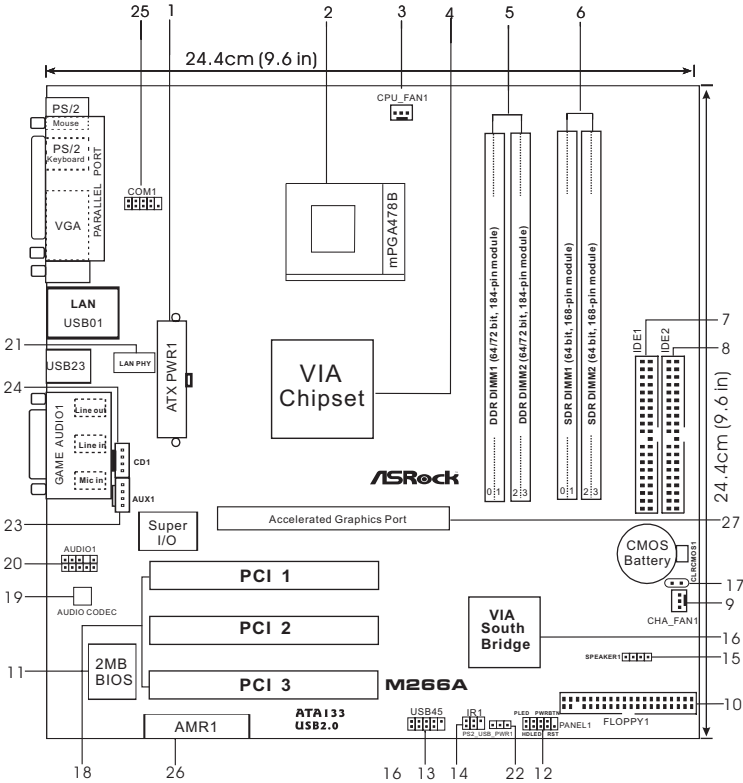 25
1
2
3
4
5
6
24.4cm (9.6 in)
PS/2
Mouse
PS/2
Keyboard
VGA
PARALLEL PORT
COM1
CPU_FAN1
mPGA478B
DDR DIMM1 (64/72 bit, 184-pin module)
DDR DIMM2 (64/72 bit, 184-pin module)
SDR DIMM1 (64 bit, 168-pin module)
SDR DIMM2 (64 bit, 168-pin module)
0 1
2 3
0 1
2 3
LAN
USB01
21
LAN PHY
USB23
24
ATX PWR1
VIA
Chipset
IDE1
IDE2
7
8
24.4cm (9.6 in)
GAME AUDIO1
Line out
Line in
Mic in
CD1
AUX1
23
ASRock
Super
I/O
Accelerated Graphics Port
27
AUDIO1
20
19
AUDIO CODEC
CMOS
Battery
CLRCMOS1
17
9
CHA_FAN1
PCI 1
PCI 2
PCI 3
18
11
2MB
BIOS
VIA
South
Bridge
16
SPEAKER1
15
M266A
ATA133
USB2.0
AMR1
USB45
IR1
PS2_USB_PWR1
PLED PWRBTN
PANEL1
HDLED RST
FLOPPY1
10
18
26
16
13
14
22
12